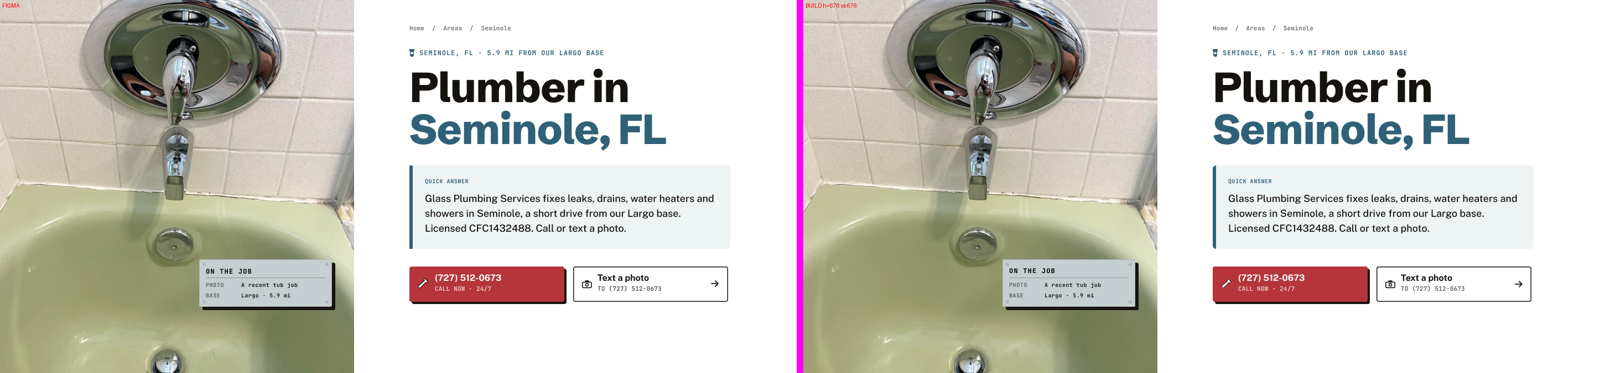 FIGMA
Home / Areas / Seminole
SEMINOLE, FL · 5.9 MI FROM OUR LARGO BASE
Plumber in
Seminole, FL
QUICK ANSWER
Glass Plumbing Services fixes leaks, drains, water heaters and
showers in Seminole, a short drive from our Largo base.
Licensed CFC1432488. Call or text a photo.
(727) 512-0673
CALL NOW · 24/7
Text a photo
TO (727) 512-0673
ON THE JOB
PHOTO A recent tub job
BASE Largo · 5.9 mi
BUILD h=676 vs 676
Home / Areas / Seminole
SEMINOLE, FL · 5.9 MI FROM OUR LARGO BASE
Plumber in
Seminole, FL
QUICK ANSWER
Glass Plumbing Services fixes leaks, drains, water heaters and
showers in Seminole, a short drive from our Largo base.
Licensed CFC1432488. Call or text a photo.
(727) 512-0673
CALL NOW · 24/7
Text a photo
TO (727) 512-0673
ON THE JOB
PHOTO A recent tub job
BASE Largo · 5.9 mi